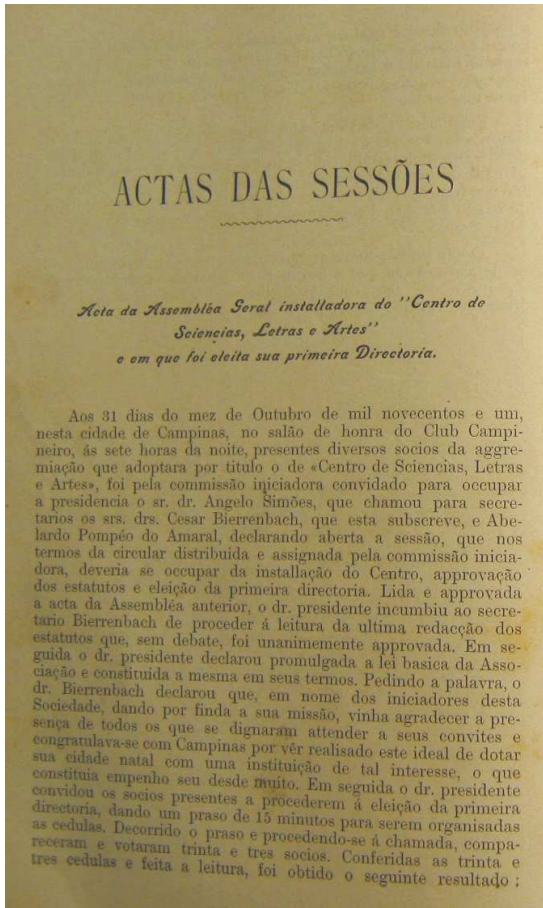 ACTAS DAS SESSÕES
Acta da Assembléa Geral installadora do "Centro de
Sciencias, Letras e Artes"
e em que foi eleita sua primeira Directoria.
Aos 31 dias do mez de Outubro de mil novecentos e um,
nesta cidade de Campinas, no salão de honra do Club Campi-
neiro, ás sete horas da noite, presentes diversos socios da aggre-
miação que adoptara por titulo o de «Centro de Sciencias, Letras
e Artes», foi pela commissão iniciadora convidado para occupar
a presidencia o sr. dr. Angelo Simões, que chamou para secre-
tarios os srs. drs. Cesar Bierrenbach, que esta subscreve, e Abe-
lardo Pompéo do Amaral, declarando aberta a sessão, que nos
termos da circular distribuida e assignada pela commissão inicia-
dora, deveria se occupar da installação do Centro, approvação
dos estatutos e eleição da primeira directoria. Lida e approvada
a acta da Assembléa anterior, o dr. presidente incumbiu ao secre-
tario Bierrenbach de proceder á leitura da ultima redacção dos
estatutos que, sem debate, foi unanimemente approvada. Em se-
guida o dr. presidente declarou promulgada a lei basica da Asso-
ciação e constituida a mesma em seus termos. Pedindo a palavra, o
dr. Bierrenbach declarou que, em nome dos iniciadores desta
Sociedade, dando por finda a sua missão, vinha agradecer a pre-
sença de todos os que se dignaram attender a seus convites e
congratulava-se com Campinas por vêr realisado este ideal de dotar
sua cidade natal com uma instituição de tal interesse, o que
constituia empenho seu desde muito. Em seguida o dr. presidente
convidou os socios presentes a procederem á eleição da primeira
directoria, dando um praso de 15 minutos para serem organisadas
as cedulas. Decorrido o praso e procedendo-se á chamada, compa-
receram e votaram trinta e tres socios. Conferidas as trinta e
tres cedulas e feita a leitura, foi obtido o seguinte resultado :